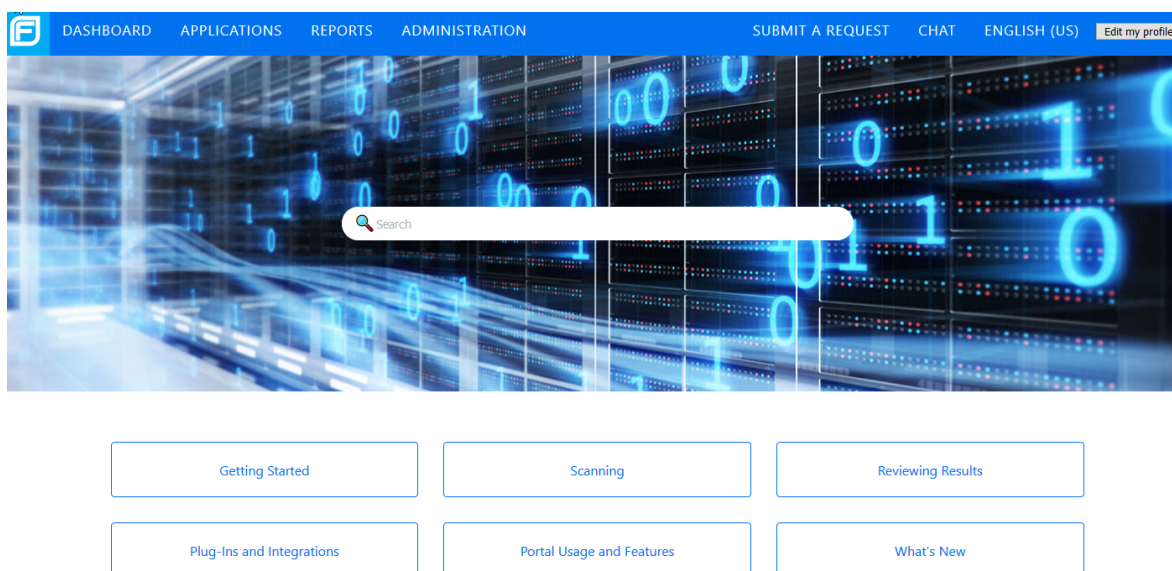 DASHBOARD APPLICATIONS REPORTS ADMINISTRATION SUBMIT A REQUEST CHAT ENGLISH (US) Edit my profile
Search
Getting Started Scanning Reviewing Results
Plug-Ins and Integrations Portal Usage and Features What's New